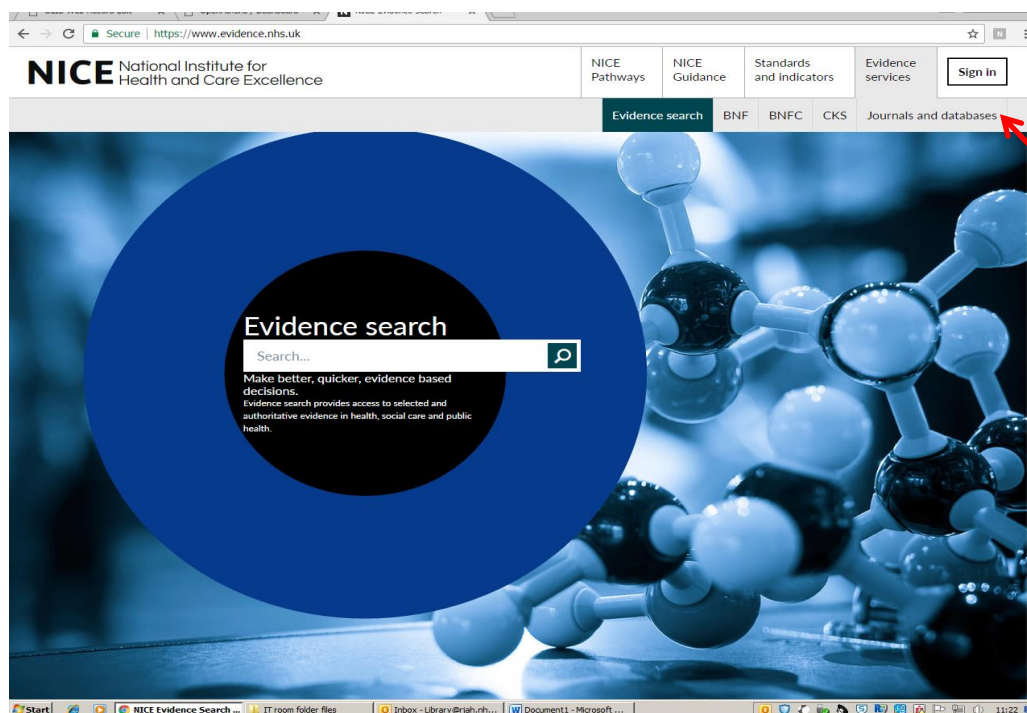 Secure | https://www.evidence.nhs.uk
NICE National Institute for
Health and Care Excellence
NICE
Pathways
NICE
Guidance
Standards
and indicators
Evidence
services
Sign in
Evidence search BNF BNFC CKS Journals and databases
Evidence search
Search...
Make better, quicker, evidence based
decisions.
Evidence search provides access to selected and
authoritative evidence in health, social care and public
health.
Start NICE Evidence Search ... IT room folder files Inbox - Library@rjah.nh... Document1 - Microsoft ... 11:22